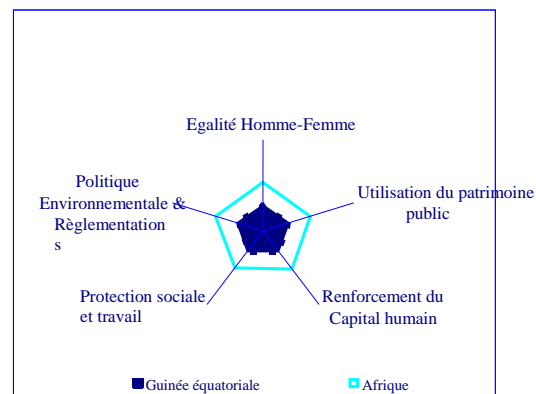 Egalité Homme-Femme
Politique
Environnementale &
Règlementation
s
Utilisation du patrimoine
public
Protection sociale
et travail
Renforcement du
Capital humain
Guinée équatoriale
Afrique